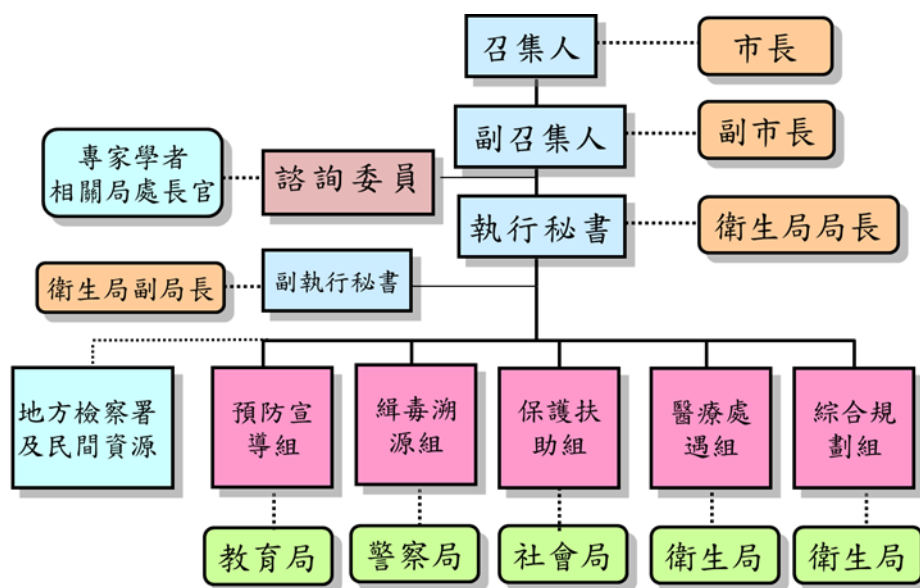 召集人
市長
副召集人
副市長
專家學者
相關局處長官
諮詢委員
執行秘書
衛生局局長
衛生局副局長
副執行秘書
地方檢察署
及民間資源
預防宣
導組
緝毒溯
源組
保護扶
助組
醫療處
遇組
綜合規
劃組
教育局
警察局
社會局
衛生局
衛生局